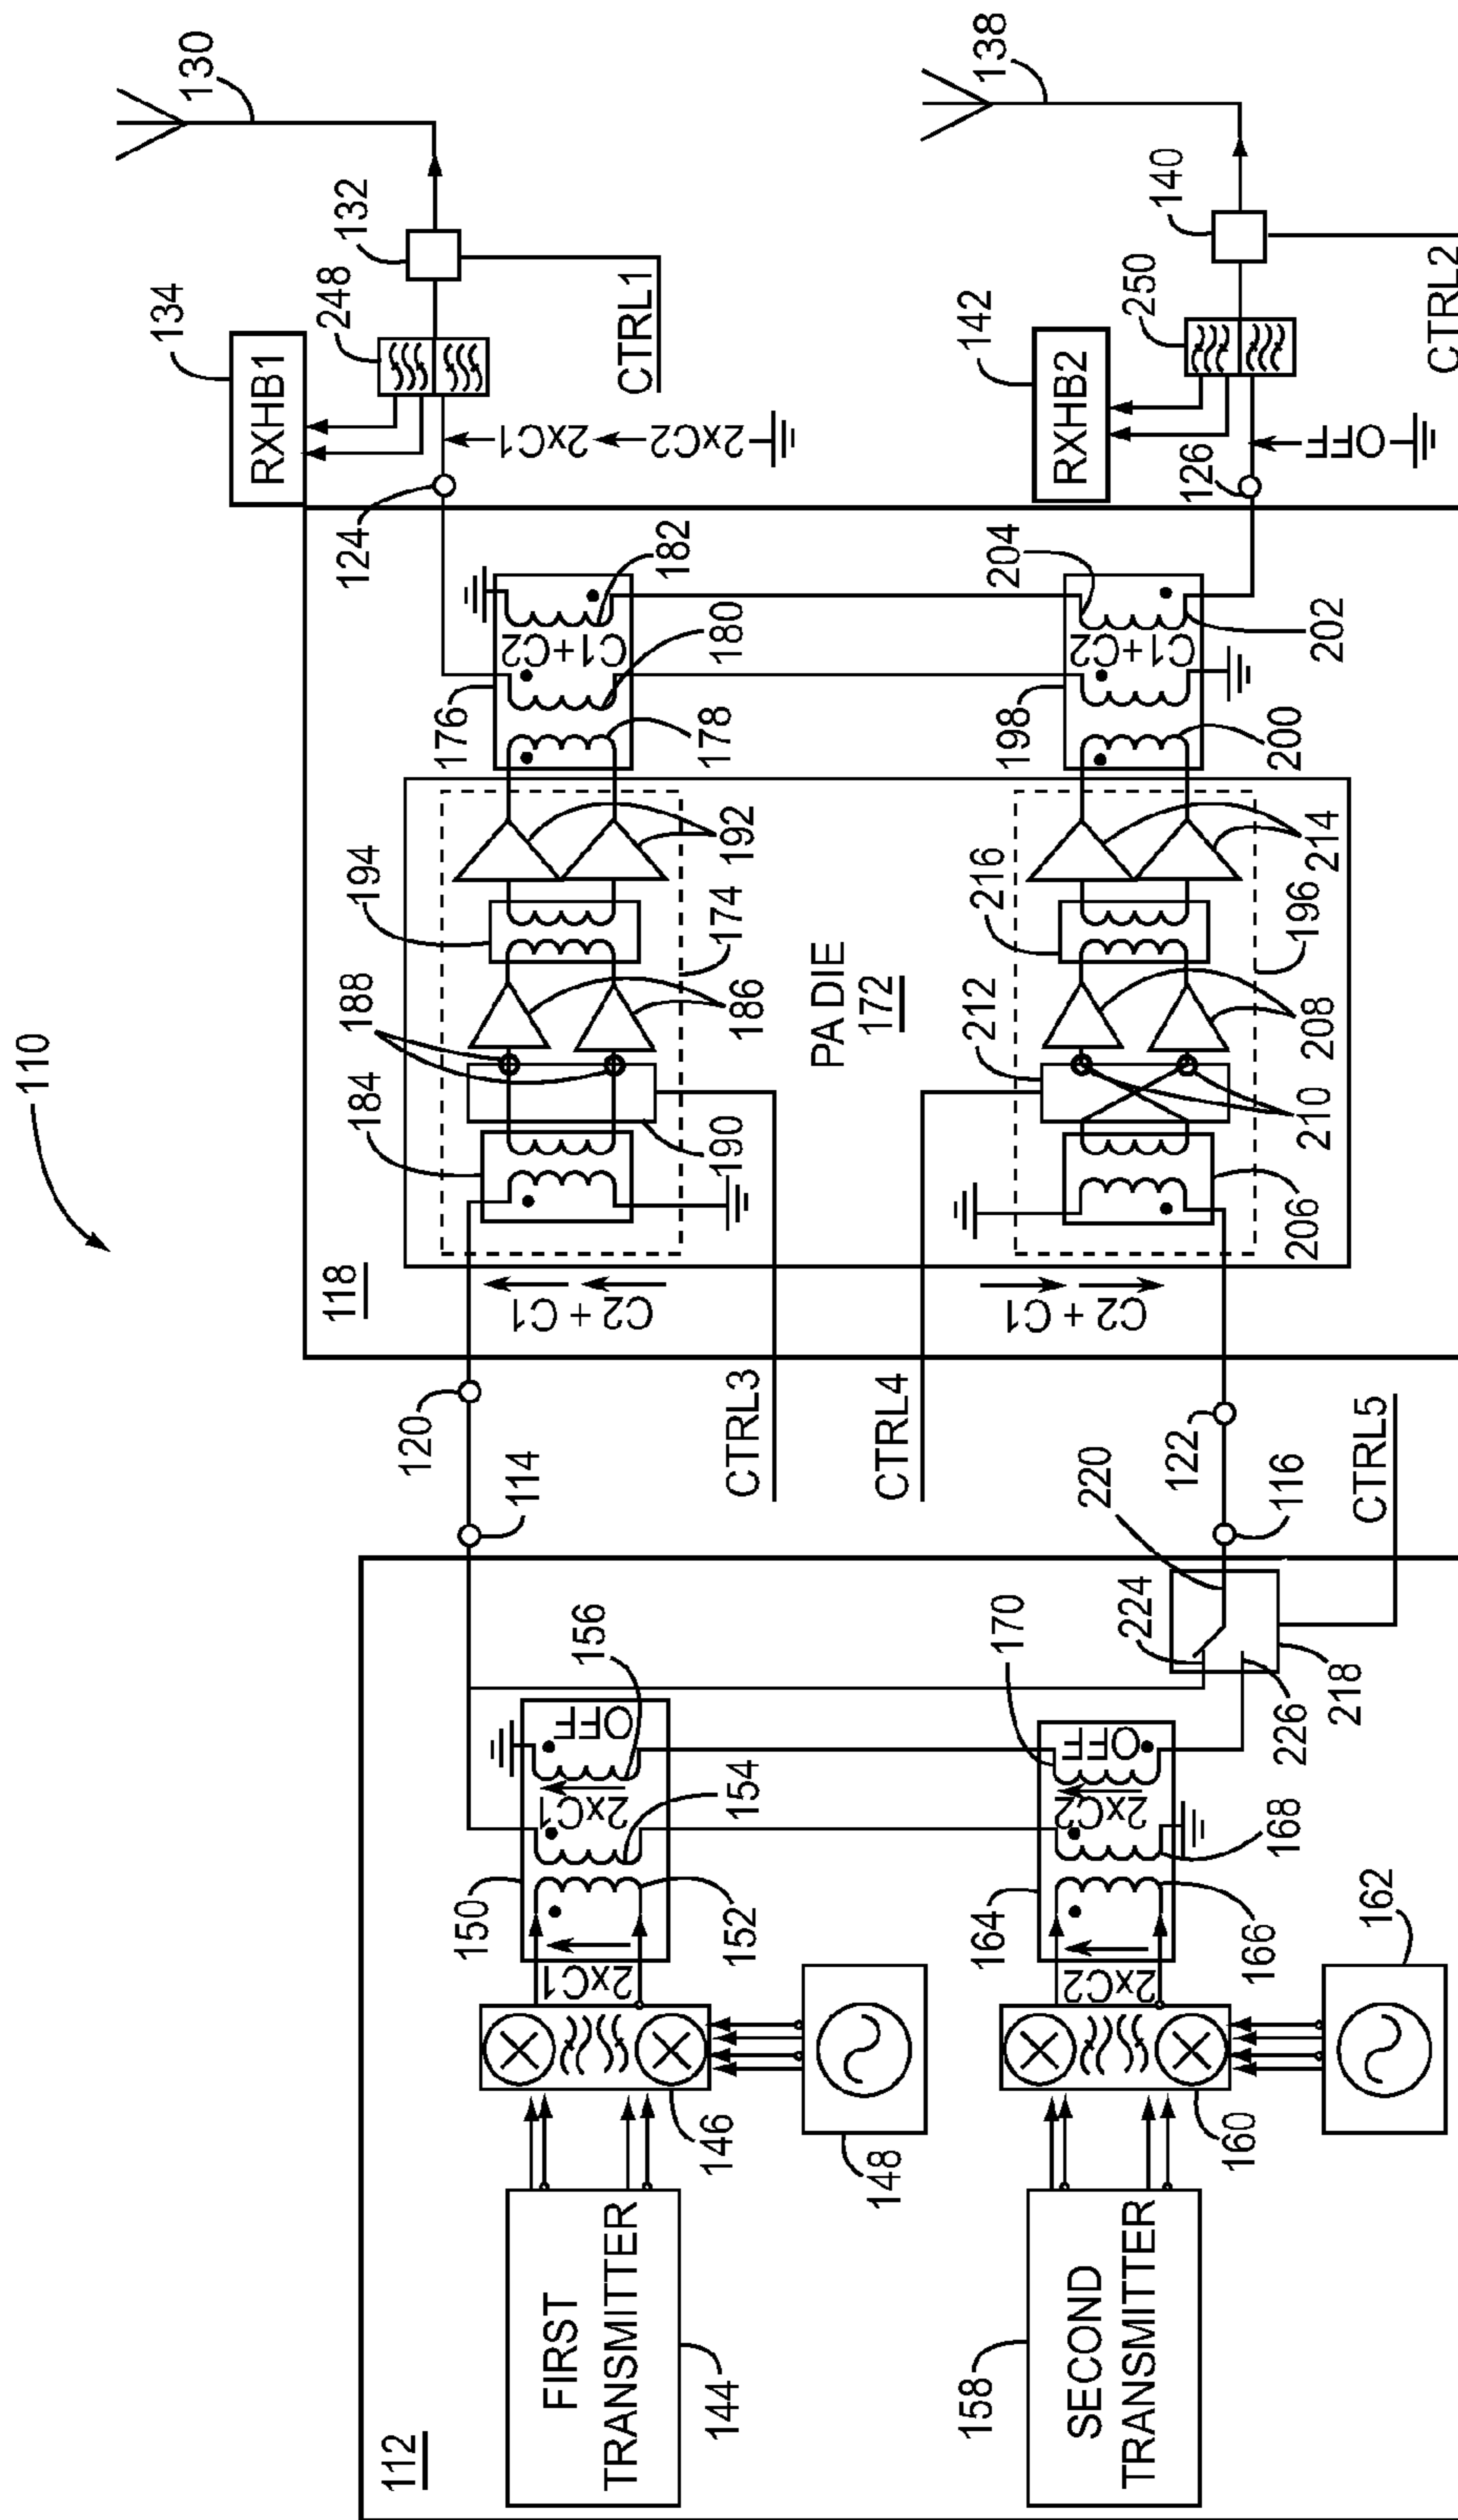 110
112
FIRST
TRANSMITTER
144
146
148
2xC1
150
152
154
156
2xC1
OFF
SECOND
TRANSMITTER
158
160
162
2xC2
164
166
168
170
2xC2
OFF
218
220
224
226
CTRL5
114
116
120
122
CTRL3
CTRL4
118
C2 + C1
C2 + C1
PA DIE
172
174
184
186
188
190
192
194
196
206
208
210
212
214
216
176
178
180
182
C1+C2
198
200
202
204
C1+C2
124
126
2xC2
2xC1
OFF
RXHB1
134
248
132
CTRL1
130
RXHB2
142
250
140
CTRL2
138